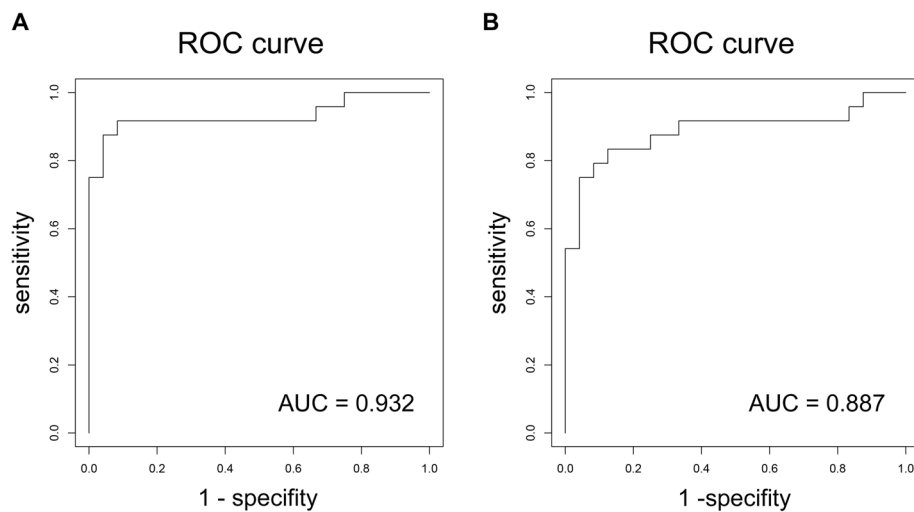 A
ROC curve
1.0
0.8
0.6
0.4
0.2
0.0
sensitivity
AUC = 0.932
0.0 0.2 0.4 0.6 0.8 1.0
1 - specifity
B
ROC curve
1.0
0.8
0.6
0.4
0.2
0.0
sensitivity
AUC = 0.887
0.0 0.2 0.4 0.6 0.8 1.0
1 -specifity